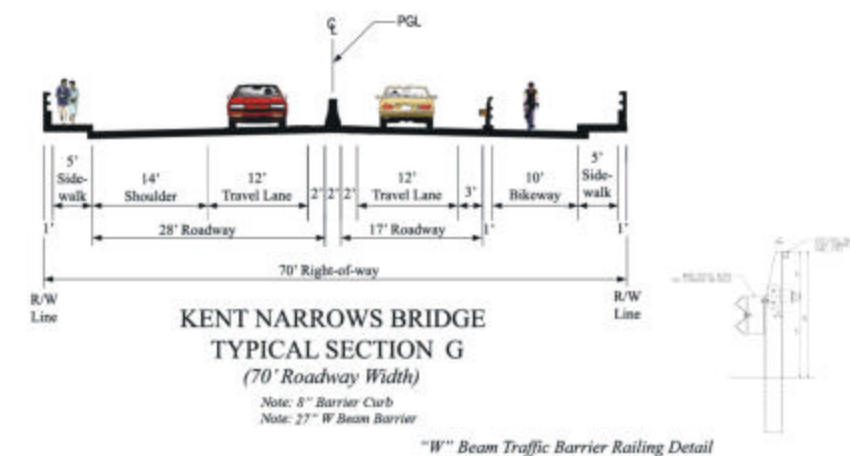 ℄
PGL
5'
Side-
walk
14'
Shoulder
12'
Travel Lane
2'
2'
2'
12'
Travel Lane
3'
10'
Bikeway
5'
Side-
walk
1'
28' Roadway
17' Roadway
1'
1'
70' Right-of-way
R/W
Line
R/W
Line
KENT NARROWS BRIDGE
TYPICAL SECTION G
(70' Roadway Width)
Note: 8" Barrier Curb
Note: 27" W Beam Barrier
"W" Beam Traffic Barrier Railing Detail